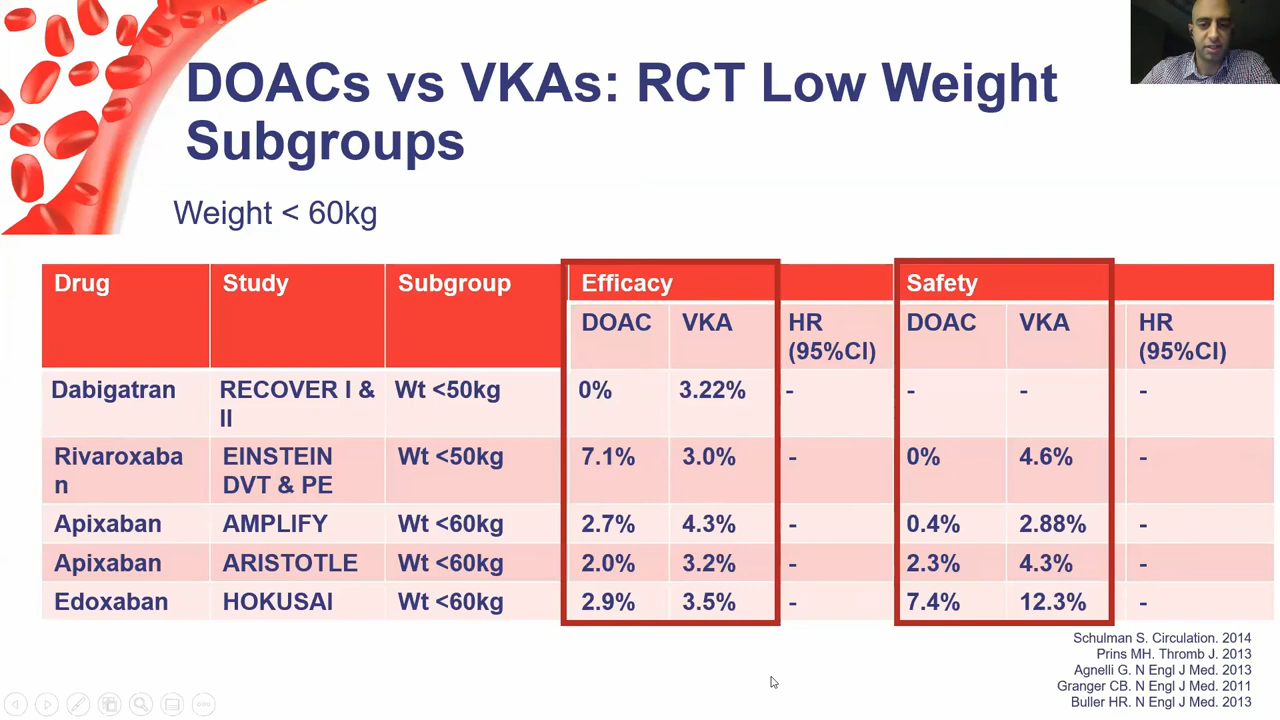 DOACs vs VKAs: RCT Low Weight
Subgroups
Weight < 60kg
Drug Study Subgroup Efficacy Safety
DOAC VKA HR (95%CI) DOAC VKA HR (95%CI)
Dabigatran RECOVER I & II Wt <50kg 0% 3.22% - - - -
Rivaroxaba n EINSTEIN DVT & PE Wt <50kg 7.1% 3.0% - 0% 4.6% -
Apixaban AMPLIFY Wt <60kg 2.7% 4.3% - 0.4% 2.88% -
Apixaban ARISTOTLE Wt <60kg 2.0% 3.2% - 2.3% 4.3% -
Edoxaban HOKUSAI Wt <60kg 2.9% 3.5% - 7.4% 12.3% -
Schulman S. Circulation. 2014
Prins MH. Thromb J. 2013
Agnelli G. N Engl J Med. 2013
Granger CB. N Engl J Med. 2011
Buller HR. N Engl J Med. 2013